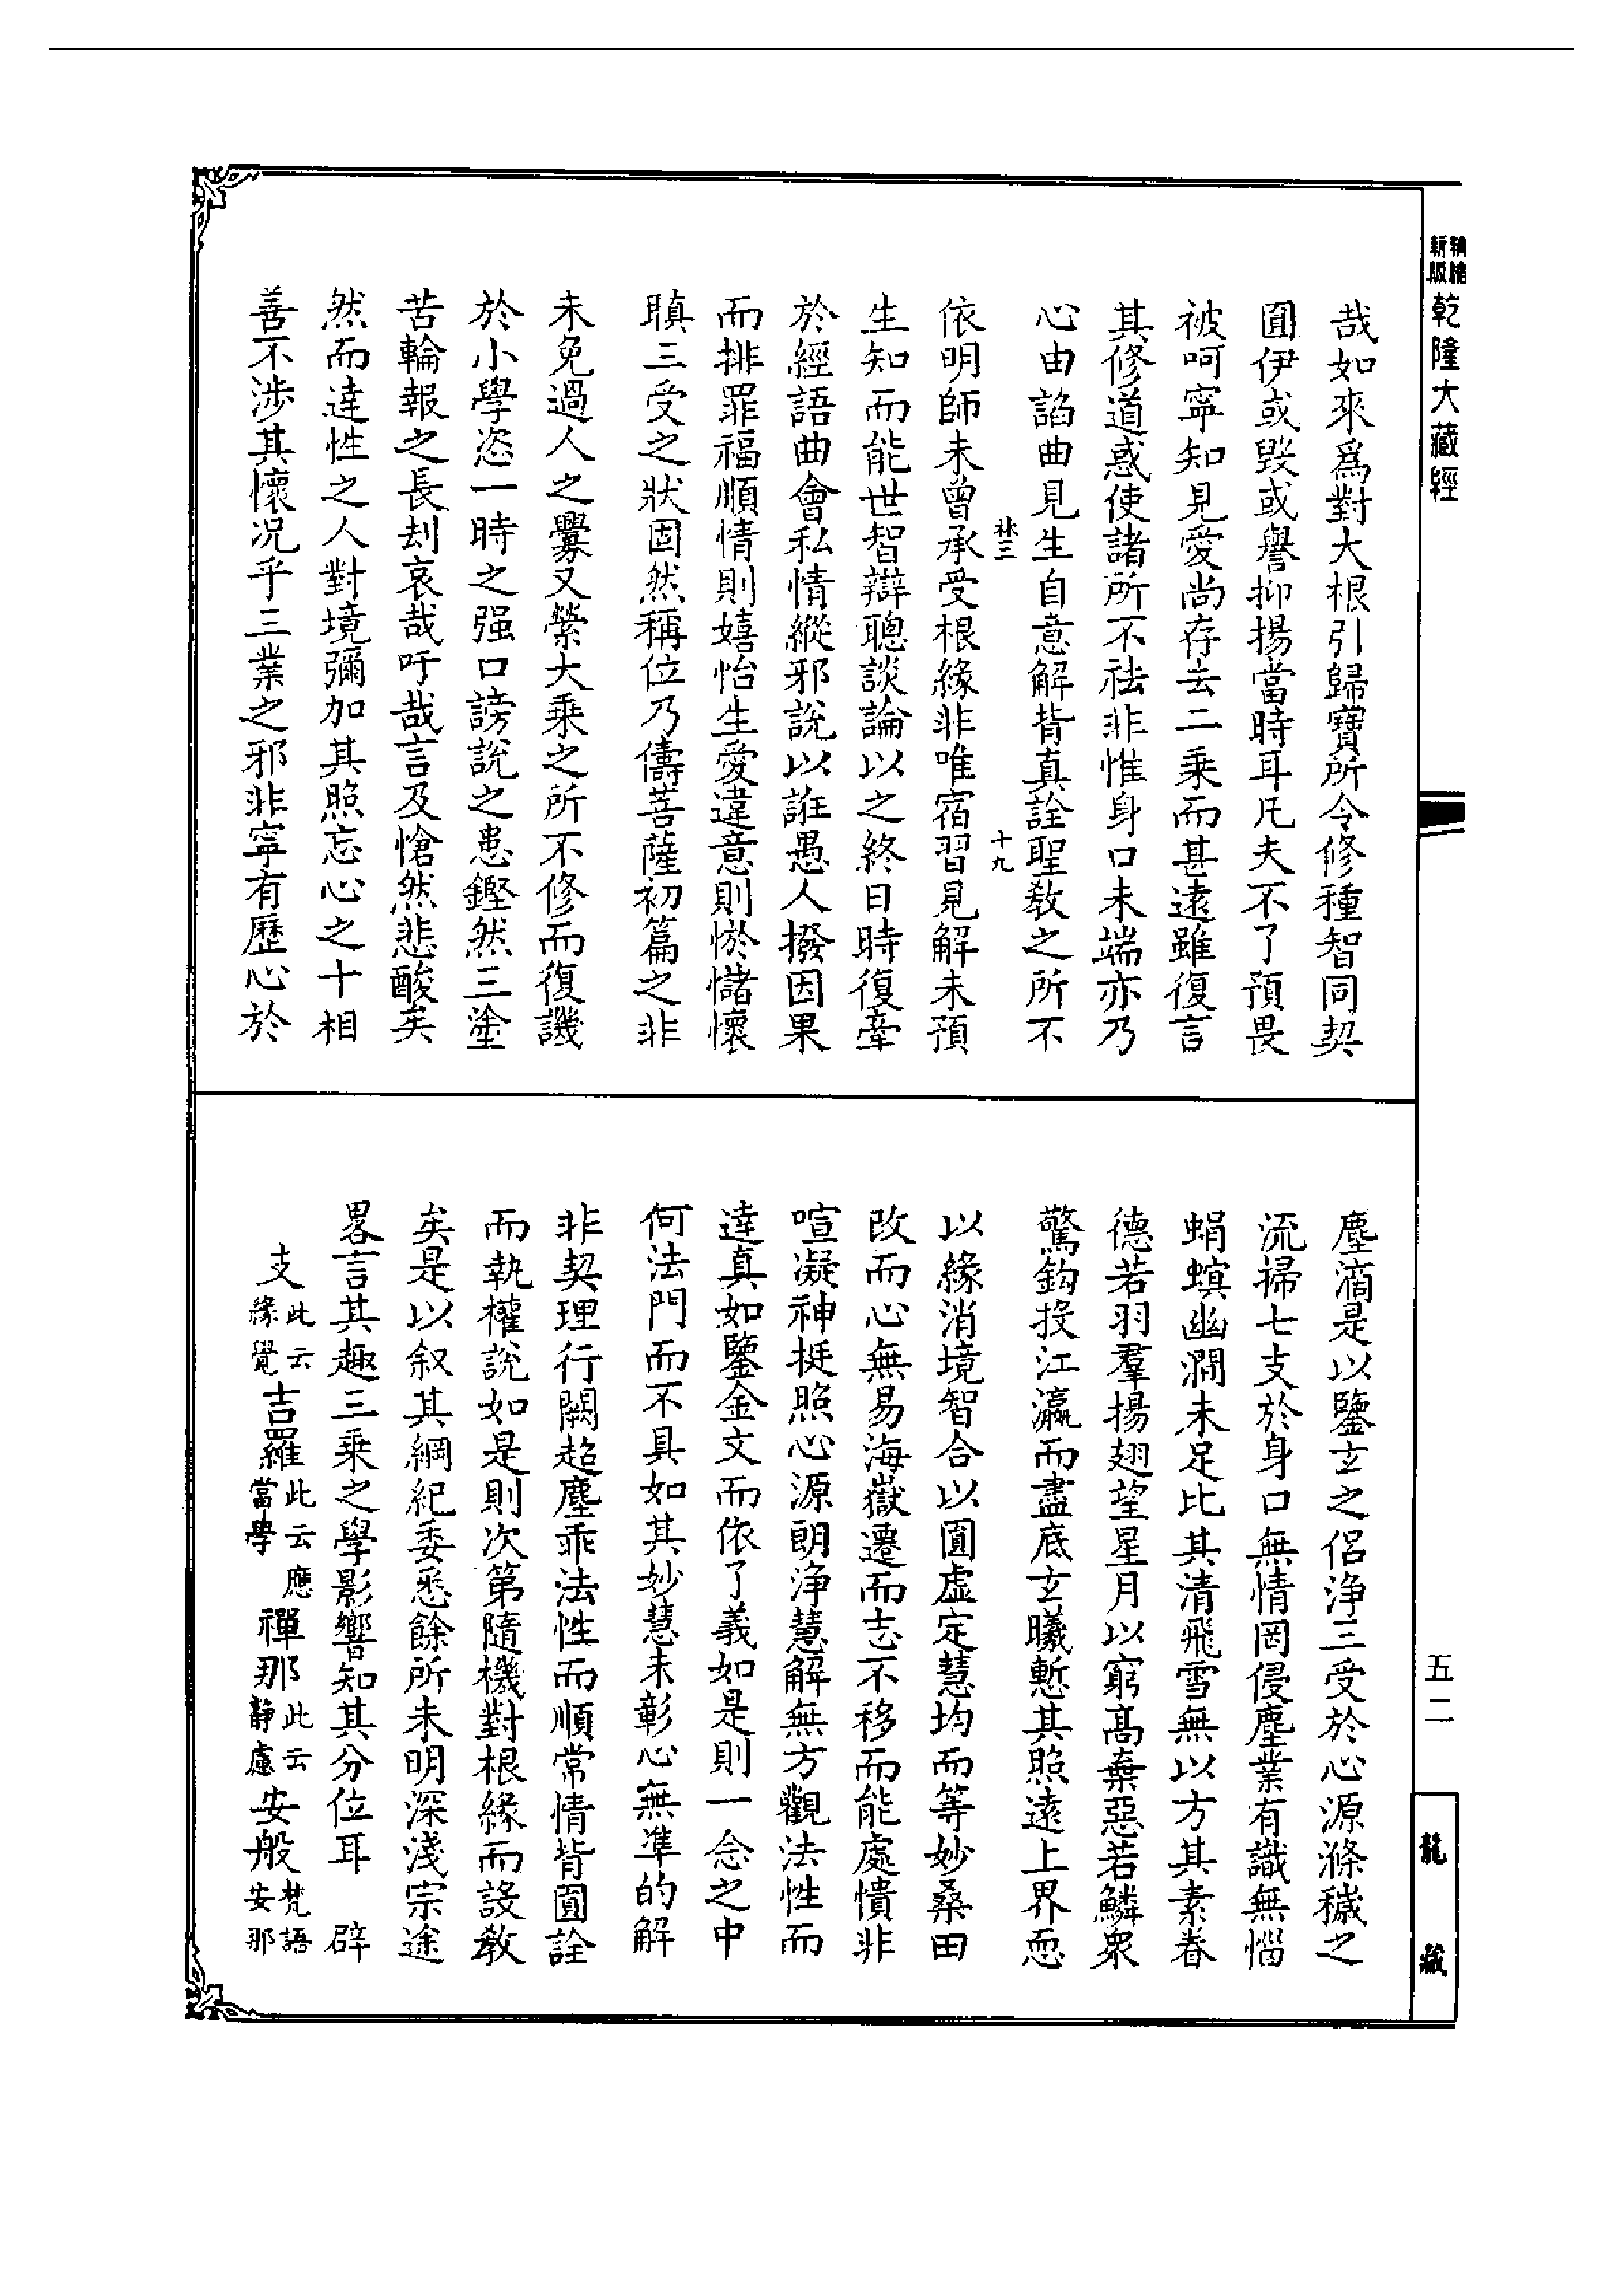 新版
乾隆大藏經
哉如來爲對大根引歸寶所令修種智同契
圓伊或毀或譽抑揚當時耳凡夫不了預畏
被呵寧知見愛尚存去二乘而甚遠雖復言
其修道惑使諸所不祛非惟身口未端亦乃
心由諂曲見生自意解背真詮聖教之所不
林三 十九
依明師未曾承受根緣非唯宿習見解未預
生知而能世智辯聰談論以之終日時復牽
於經語曲會私情縱邪說以誑愚人撥因果
而排罪福順情則嬉怡生愛違意則惔懤懷
瞋三受之狀固然稱位乃儔菩薩初篇之非
未免過人之釁又縈大乘之所不修而復譏
於小學恣一時之强口謗說之患鏗然三塗
苦輪報之長刦哀哉吁哉言及愴然悲酸矣
然而達性之人對境彌加其照忘心之士相
善不涉其懷况乎三業之邪非寧有歷心於
塵滴是以鑒玄之侶淨三受於心源滌穢之
流掃七支於身口無情罔侵塵業有識無惱
蜎螟幽澗未足比其清飛雪無以方其素眷
德若羽羣揚翅望星月以窮高棄惡若鱗衆
驚鈎投江瀛而盡底玄曦慙其照遠上界恧
以緣消境智合以圓虛定慧均而等妙桑田
改而心無易海嶽遷而志不移而能處憒非
喧凝神挺照心源朗淨慧解無方觀法性而
達真如鑒金文而依了義如是則一念之中
何法門而不具如其妙慧未彰心無準的解
非契理行闕超塵乖法性而順常情背圓詮
而執權說如是則次第隨機對根緣而設教
矣是以叙其綱紀委悉餘所未明深淺宗途
畧言其趣三乘之學影響知其分位耳 辟
支此云緣覺吉羅此云應當學禪那此云靜慮安般梵語安那
五二
龍藏